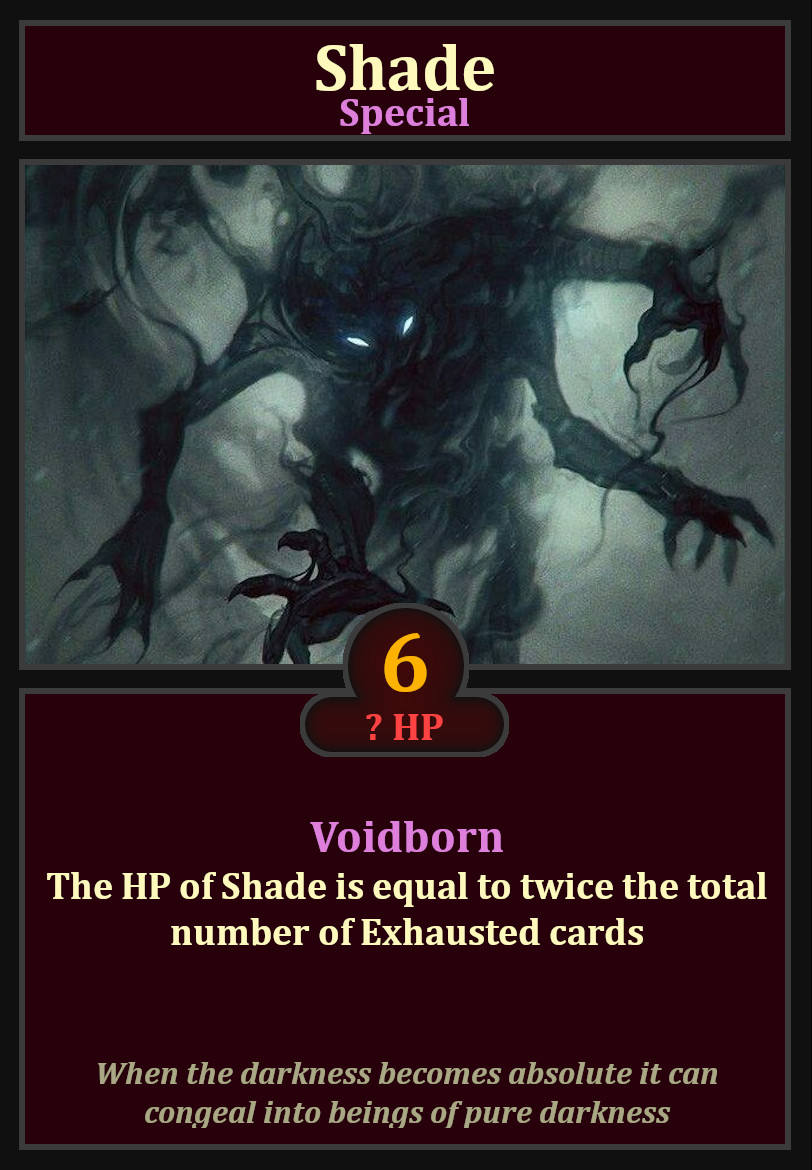 Shade
Special
6
? HP
Voidborn
The HP of Shade is equal to twice the total
number of Exhausted cards
When the darkness becomes absolute it can
congeal into beings of pure darkness